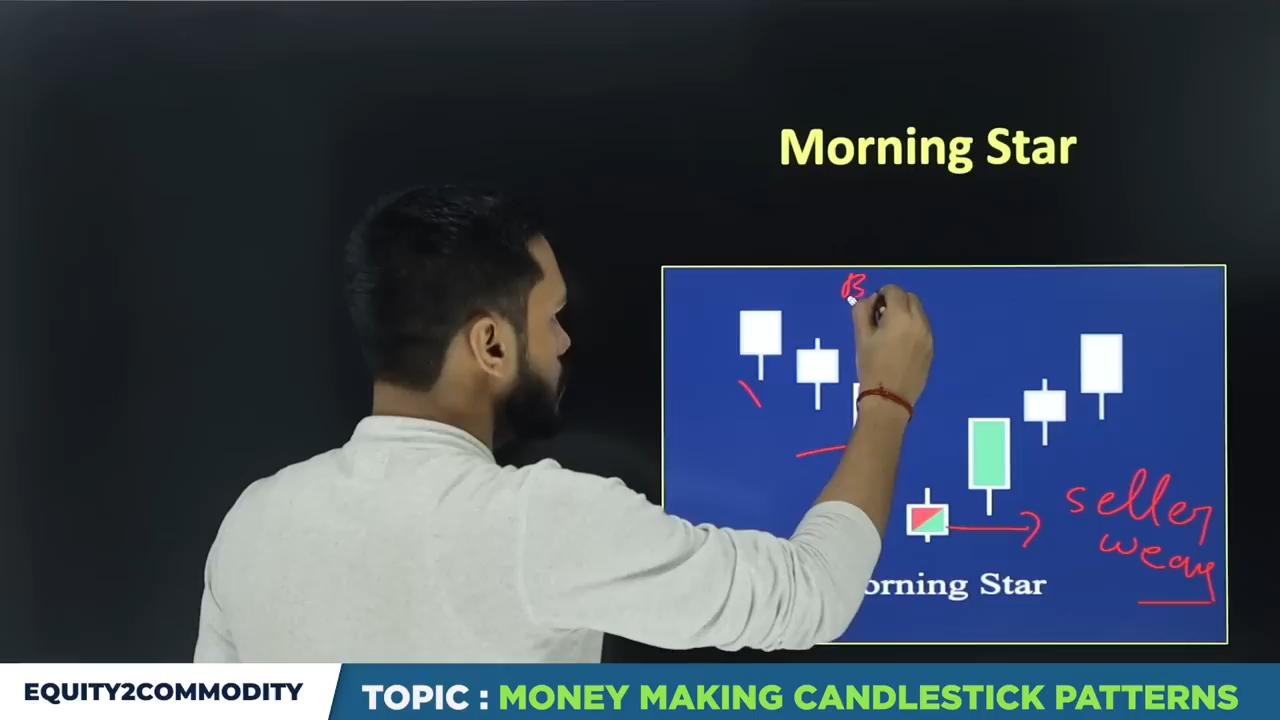 Morning Star
B
seller
weak
orning Star
EQUITY2COMMODITY
TOPIC : MONEY MAKING CANDLESTICK PATTERNS